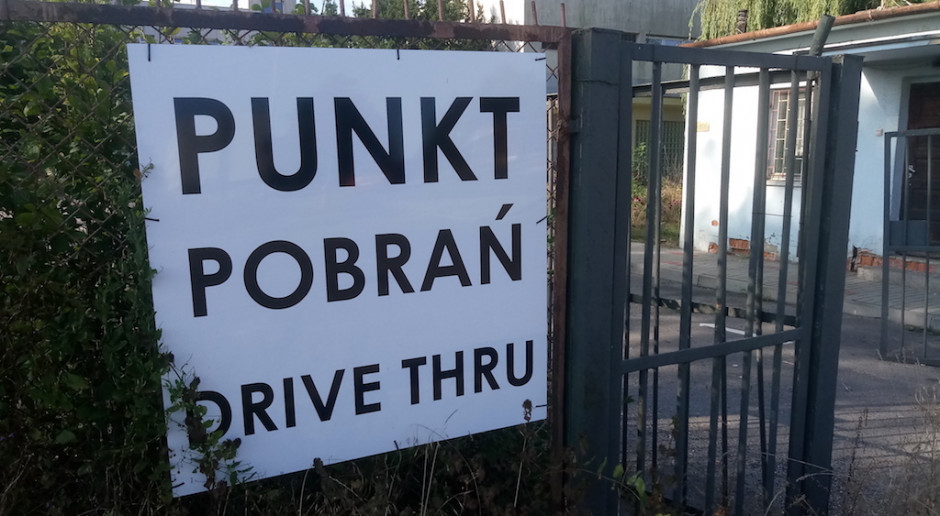 PUNKT
POBRAŃ
DRIVE THRU